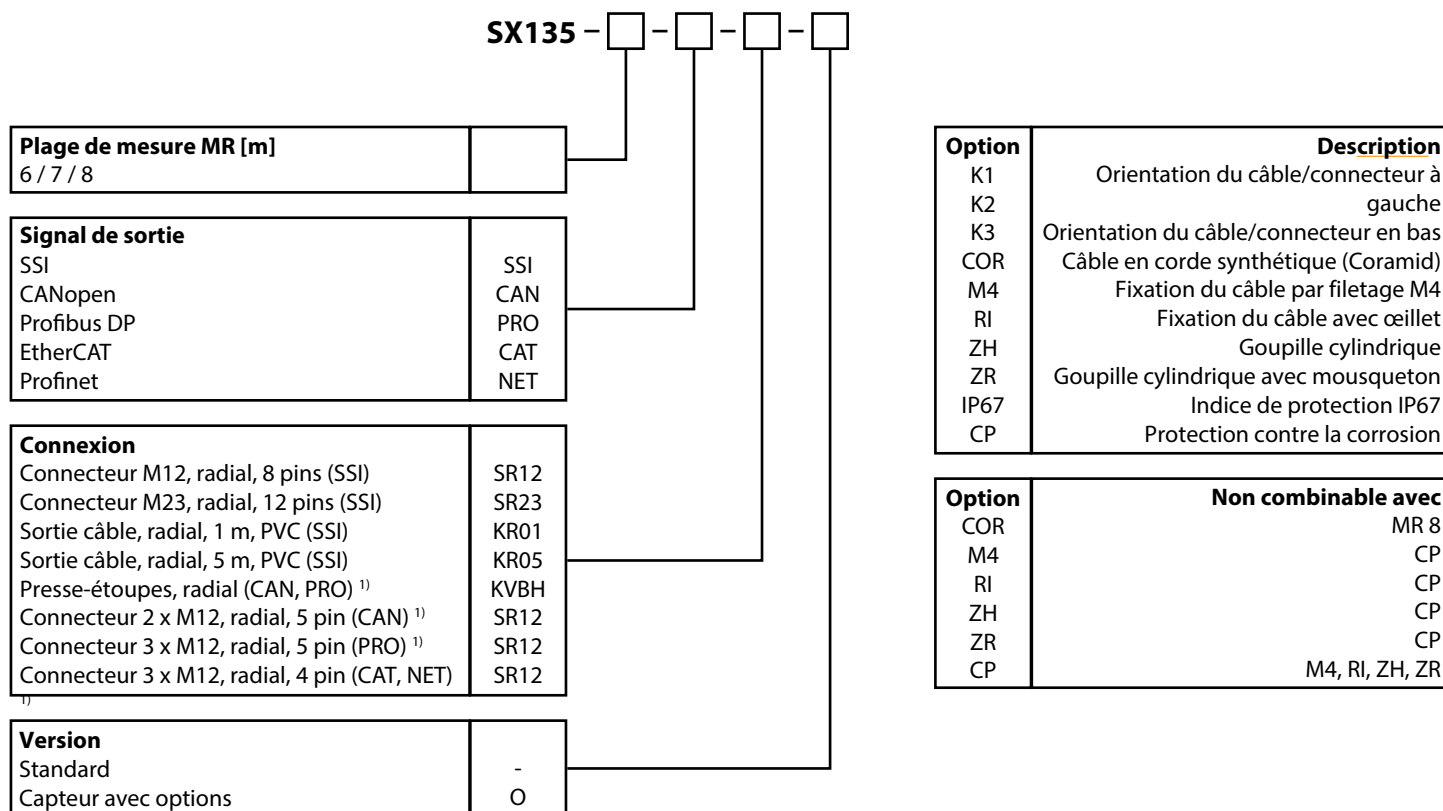 SX135 – – – –
Plage de mesure MR [m]
6 / 7 / 8
Signal de sortie
SSI SSI
CANopen CAN
Profibus DP PRO
EtherCAT CAT
Profinet NET
Connexion
Connecteur M12, radial, 8 pins (SSI) SR12
Connecteur M23, radial, 12 pins (SSI) SR23
Sortie câble, radial, 1 m, PVC (SSI) KR01
Sortie câble, radial, 5 m, PVC (SSI) KR05
Presse-étoupes, radial (CAN, PRO) 1) KVBH
Connecteur 2 x M12, radial, 5 pin (CAN) 1) SR12
Connecteur 3 x M12, radial, 5 pin (PRO) 1) SR12
Connecteur 3 x M12, radial, 4 pin (CAT, NET) SR12
1)
Version
Standard -
Capteur avec options O
Option Description
K1 Orientation du câble/connecteur à
K2 gauche
K3 Orientation du câble/connecteur en bas
COR Câble en corde synthétique (Coramid)
M4 Fixation du câble par filetage M4
RI Fixation du câble avec œillet
ZH Goupille cylindrique
ZR Goupille cylindrique avec mousqueton
IP67 Indice de protection IP67
CP Protection contre la corrosion
Option Non combinable avec
COR MR 8
M4 CP
RI CP
ZH CP
ZR CP
CP M4, RI, ZH, ZR